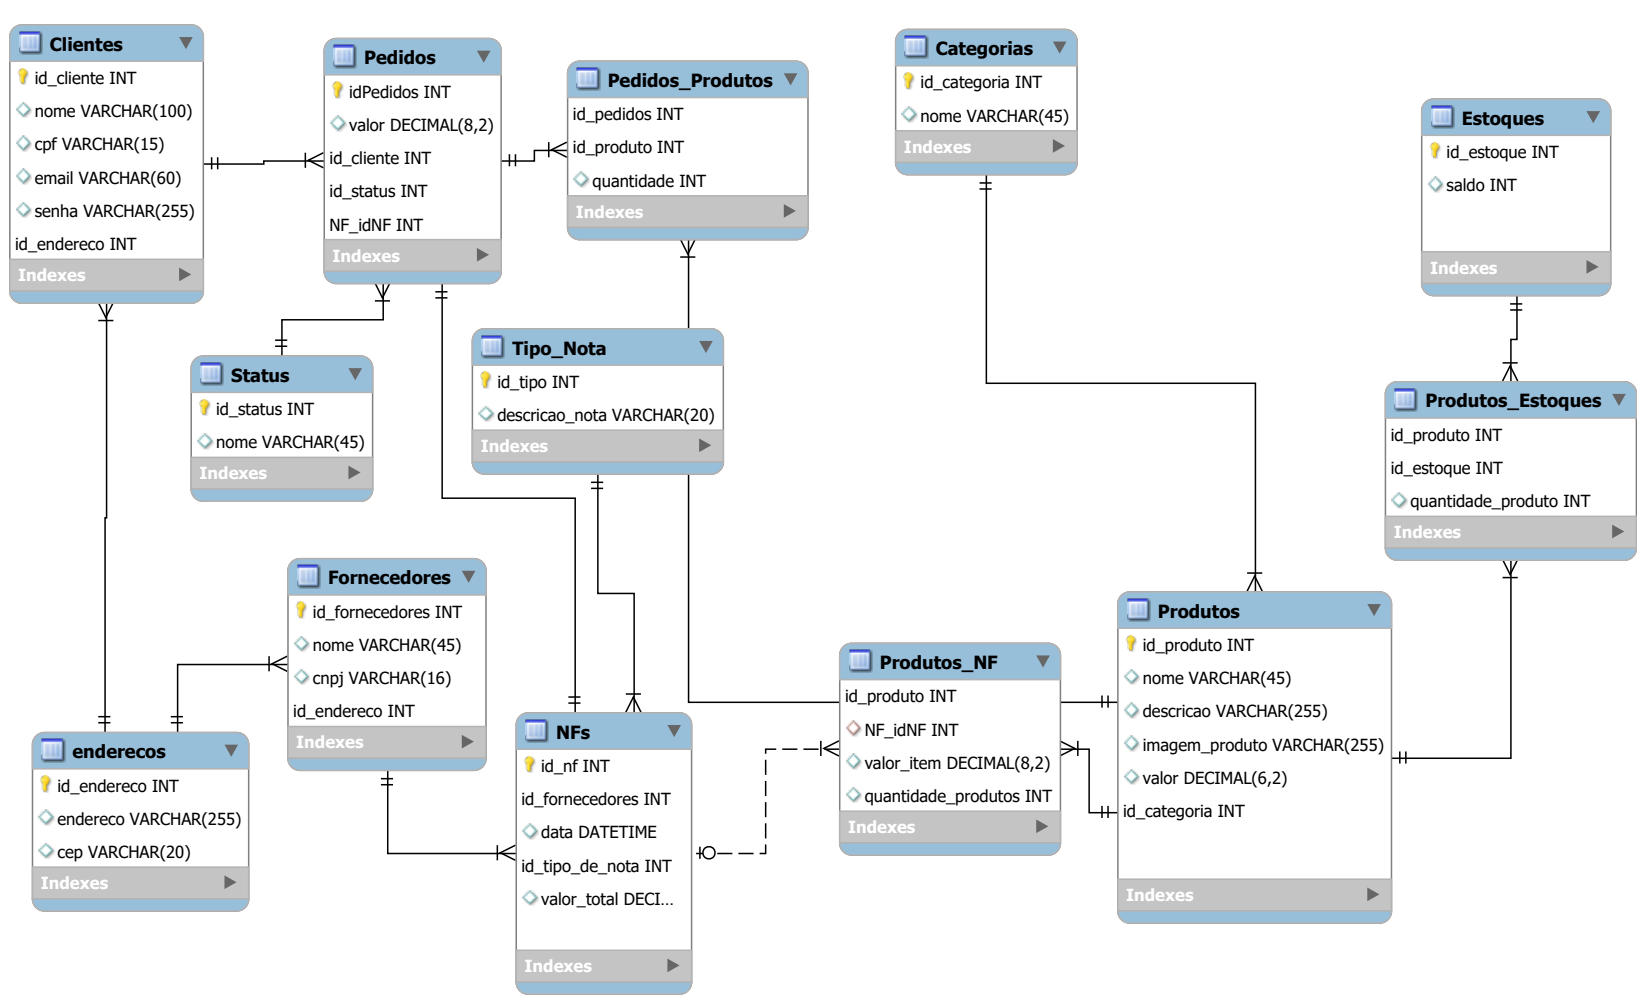 Clientes
id_cliente INT
nome VARCHAR(100)
cpf VARCHAR(15)
email VARCHAR(60)
senha VARCHAR(255)
id_endereco INT
Indexes
Pedidos
idPedidos INT
valor DECIMAL(8,2)
id_cliente INT
id_status INT
NF_idNF INT
Indexes
Pedidos_Produtos
id_pedidos INT
id_produto INT
quantidade INT
Indexes
Categorias
id_categoria INT
nome VARCHAR(45)
Indexes
Estoques
id_estoque INT
saldo INT
Indexes
Status
id_status INT
nome VARCHAR(45)
Indexes
Tipo_Nota
id_tipo INT
descricao_nota VARCHAR(20)
Indexes
Produtos_Estoques
id_produto INT
id_estoque INT
quantidade_produto INT
Indexes
Fornecedores
id_fornecedores INT
nome VARCHAR(45)
cnpj VARCHAR(16)
id_endereco INT
Indexes
Produtos
id_produto INT
nome VARCHAR(45)
descricao VARCHAR(255)
imagem_produto VARCHAR(255)
valor DECIMAL(6,2)
id_categoria INT
Indexes
Produtos_NF
id_produto INT
NF_idNF INT
valor_item DECIMAL(8,2)
quantidade_produtos INT
Indexes
enderecos
id_endereco INT
endereco VARCHAR(255)
cep VARCHAR(20)
Indexes
NFs
id_nf INT
id_fornecedores INT
data DATETIME
id_tipo_de_nota INT
valor_total DECI...
Indexes